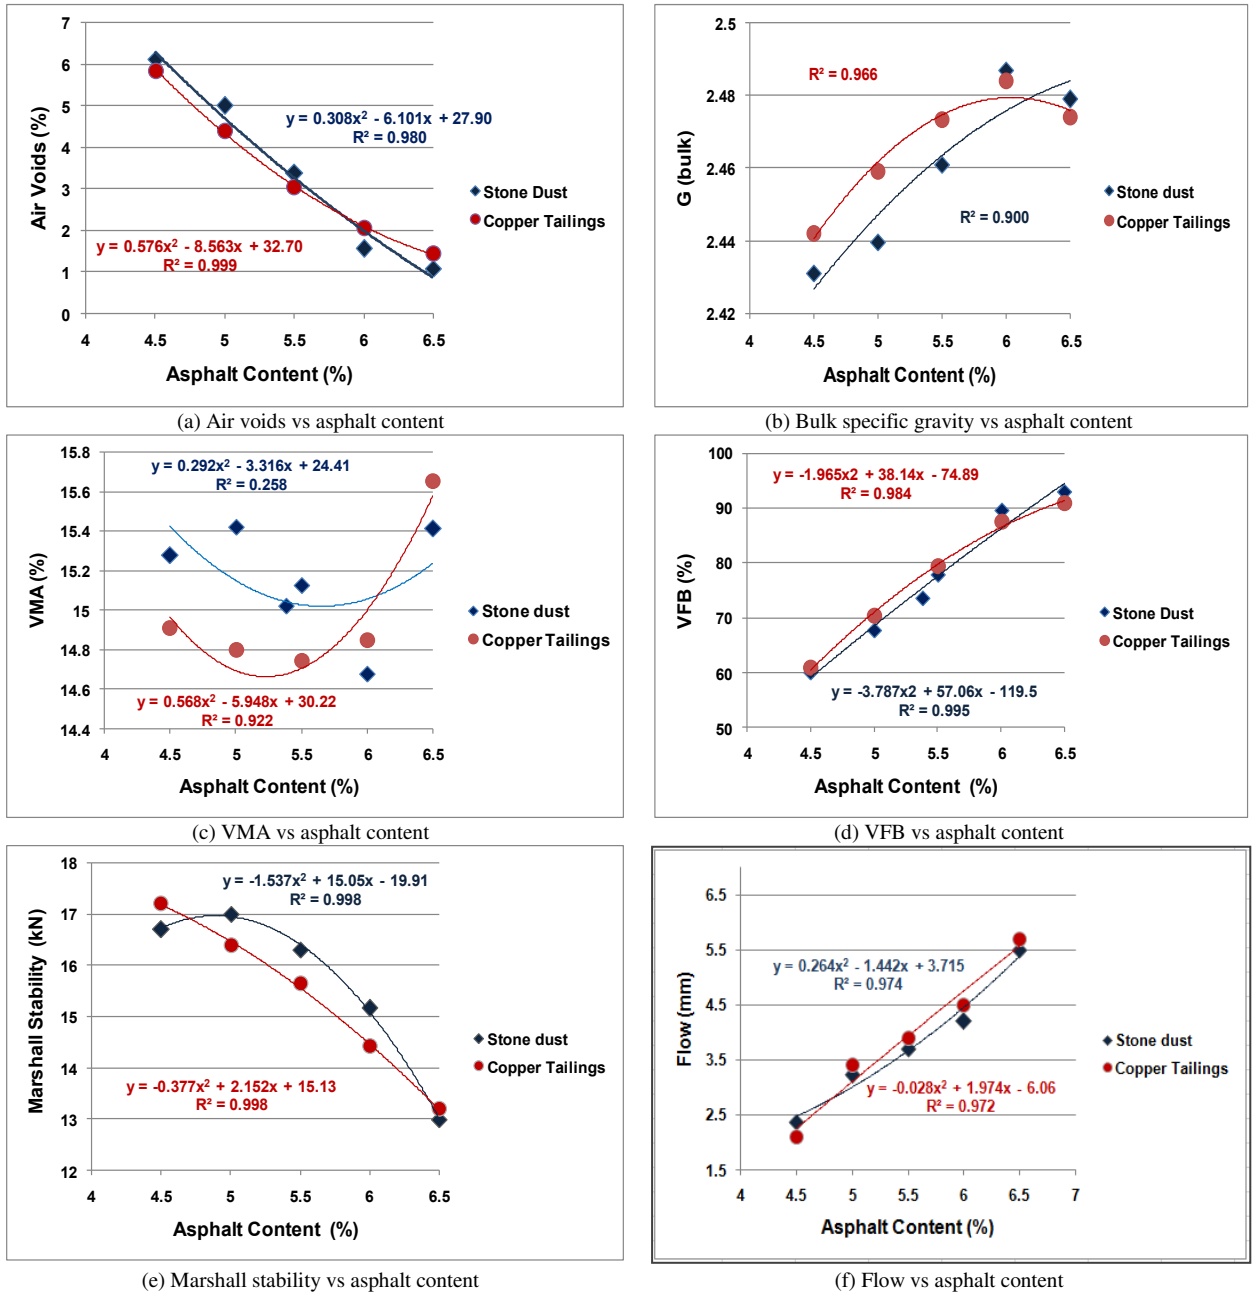 7
6
5
4
3
2
1
0
4 4.5 5 5.5 6 6.5
Air Voids (%)
Asphalt Content (%)
y = 0.308x² - 6.101x + 27.90
R² = 0.980
y = 0.576x² - 8.563x + 32.70
R² = 0.999
Stone Dust
Copper Tailings
(a) Air voids vs asphalt content
2.5
2.48
2.46
2.44
2.42
4 4.5 5 5.5 6 6.5
G (bulk)
Asphalt Content (%)
R² = 0.966
R² = 0.900
Stone dust
Copper Tailings
(b) Bulk specific gravity vs asphalt content
15.8
15.6
15.4
15.2
15
14.8
14.6
14.4
4 4.5 5 5.5 6 6.5
VMA (%)
Asphalt Content (%)
y = 0.292x² - 3.316x + 24.41
R² = 0.258
y = 0.568x² - 5.948x + 30.22
R² = 0.922
Stone dust
Copper Tailings
(c) VMA vs asphalt content
100
90
80
70
60
50
4 4.5 5 5.5 6 6.5
VFB (%)
Asphalt Content (%)
y = -1.965x2 + 38.14x - 74.89
R² = 0.984
y = -3.787x2 + 57.06x - 119.5
R² = 0.995
Stone Dust
Copper Tailings
(d) VFB vs asphalt content
18
17
16
15
14
13
12
4 4.5 5 5.5 6 6.5
Marshall Stability (kN)
Asphalt Content (%)
y = -1.537x² + 15.05x - 19.91
R² = 0.998
y = -0.377x² + 2.152x + 15.13
R² = 0.998
Stone dust
Copper Tailings
(e) Marshall stability vs asphalt content
6.5
5.5
4.5
3.5
2.5
1.5
4 4.5 5 5.5 6 6.5 7
Flow (mm)
Asphalt Content (%)
y = 0.264x² - 1.442x + 3.715
R² = 0.974
y = -0.028x² + 1.974x - 6.06
R² = 0.972
Stone dust
Copper Tailings
(f) Flow vs asphalt content